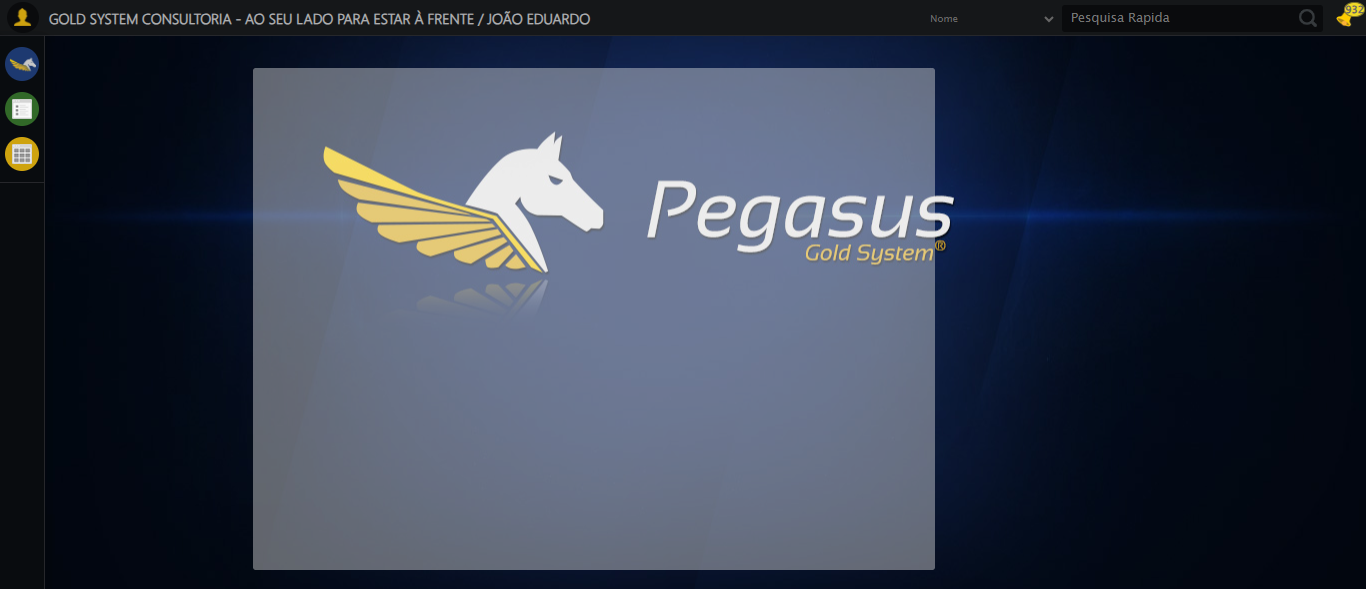 GOLD SYSTEM CONSULTORIA - AO SEU LADO PARA ESTAR À FRENTE / JOÃO EDUARDO
Nome
Pesquisa Rapida
932
Pegasus
Gold System®